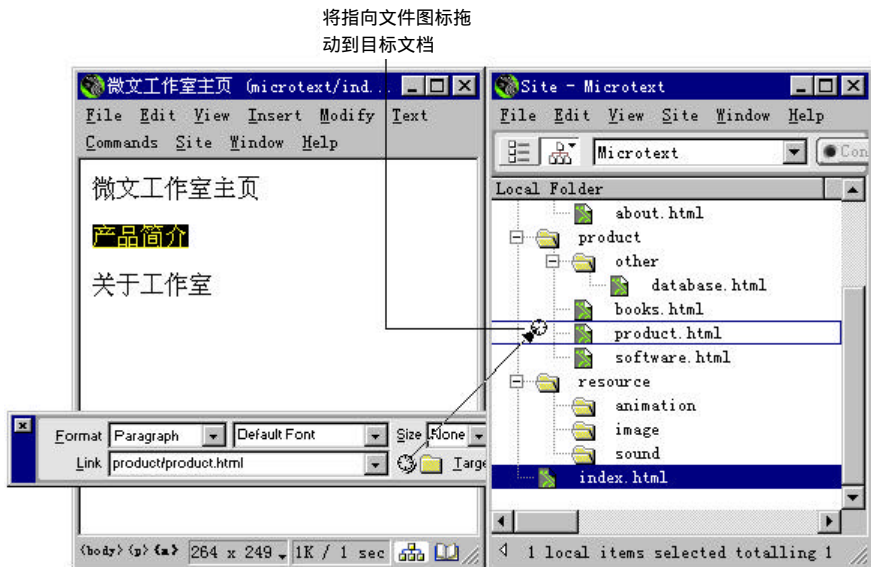 将指向文件图标拖
动到目标文档
微文工作室主页 (microtext/ind..
File Edit View Insert Modify Text
Commands Site Window Help
微文工作室主页
产品简介
关于工作室
Format Paragraph Default Font Size None
Link product/product.html Targe
<body> <p> <a> 264 x 249 1K / 1 sec
Site - Microtext
File Edit View Site Window Help
Microtext Con
Local Folder
about.html
product
other
database.html
books.html
product.html
software.html
resource
animation
image
sound
index.html
1 local items selected totalling 1